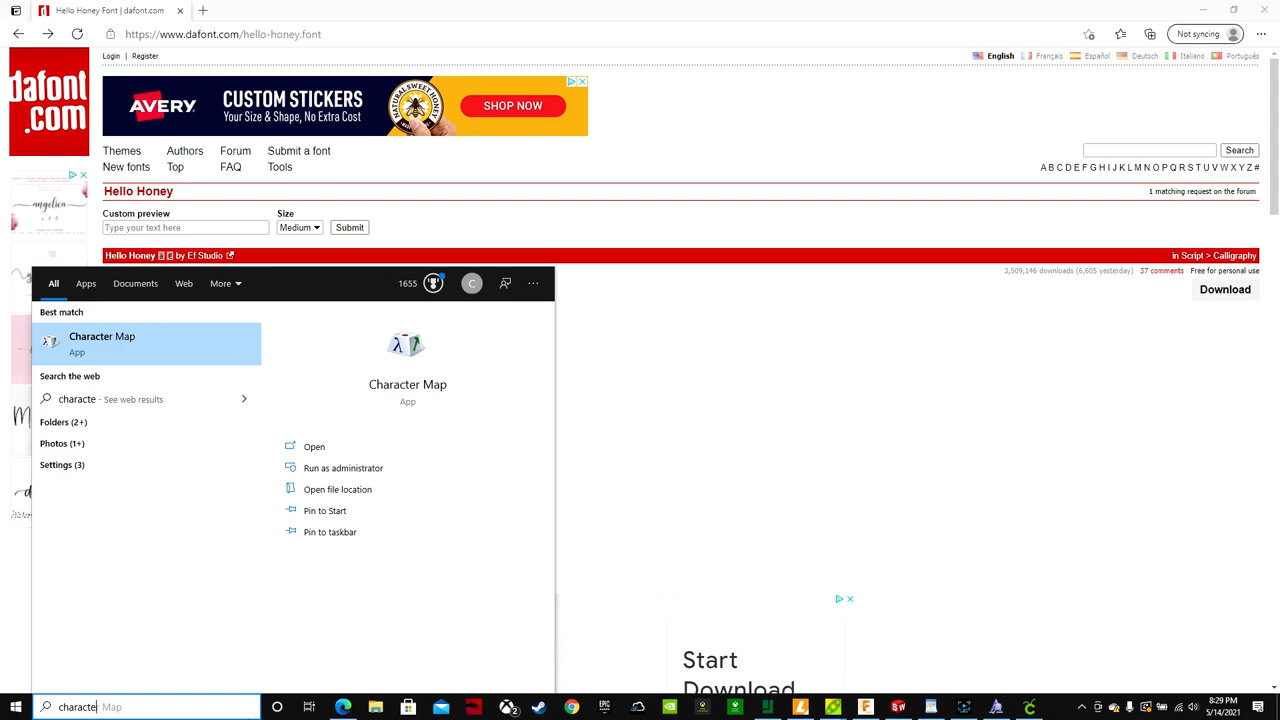 Hello Honey Font | dafont.com
https://www.dafont.com/hello-honey.font
Not syncing
Login | Register
English Français Español Deutsch Italiano Português
dafont
.com
AVERY
CUSTOM STICKERS
Your Size & Shape, No Extra Cost
NATURAL SWEET HONEY
SHOP NOW
Themes Authors Forum Submit a font
New fonts Top FAQ Tools
Search
A B C D E F G H I J K L M N O P Q R S T U V W X Y Z #
angelica
Hello Honey
1 matching request on the forum
Custom preview Size
Type your text here Medium Submit
Hello Honey by Ef Studio
in Script > Calligraphy
3,509,146 downloads (6,605 yesterday) 37 comments Free for personal use
Download
All Apps Documents Web More 1655 C ...
Best match
Character Map
App
Search the web
characte - See web results
Folders (2+)
Photos (1+)
Settings (3)
Character Map
App
Open
Run as administrator
Open file location
Pin to Start
Pin to taskbar
Start
Download
character Map
8:29 PM
5/14/2021